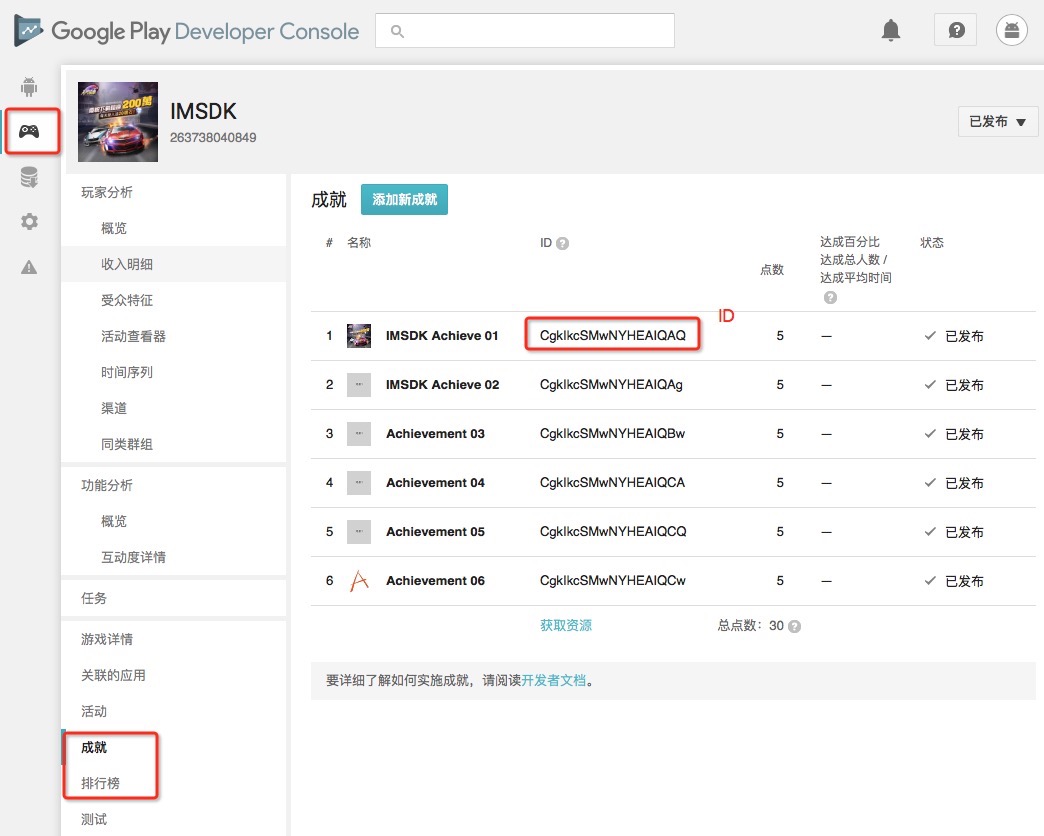 Google Play Developer Console
IMSDK
263738040849
已发布
200萬
玩家分析
概览
收入明细
受众特征
活动查看器
时间序列
渠道
同类群组
功能分析
概览
互动度详情
任务
游戏详情
关联的应用
活动
成就
排行榜
测试
成就 添加新成就
# 名称 ID 点数 达成百分比 状态
达成总人数 /
达成平均时间
ID
1 IMSDK Achieve 01 CgkIkcSMwNYHEAIQAQ 5 — 已发布
2 IMSDK Achieve 02 CgkIkcSMwNYHEAIQAg 5 — 已发布
3 Achievement 03 CgkIkcSMwNYHEAIQBw 5 — 已发布
4 Achievement 04 CgkIkcSMwNYHEAIQCA 5 — 已发布
5 Achievement 05 CgkIkcSMwNYHEAIQCQ 5 — 已发布
6 Achievement 06 CgkIkcSMwNYHEAIQCw 5 — 已发布
获取资源 总点数：30
要详细了解如何实施成就，请阅读开发者文档。